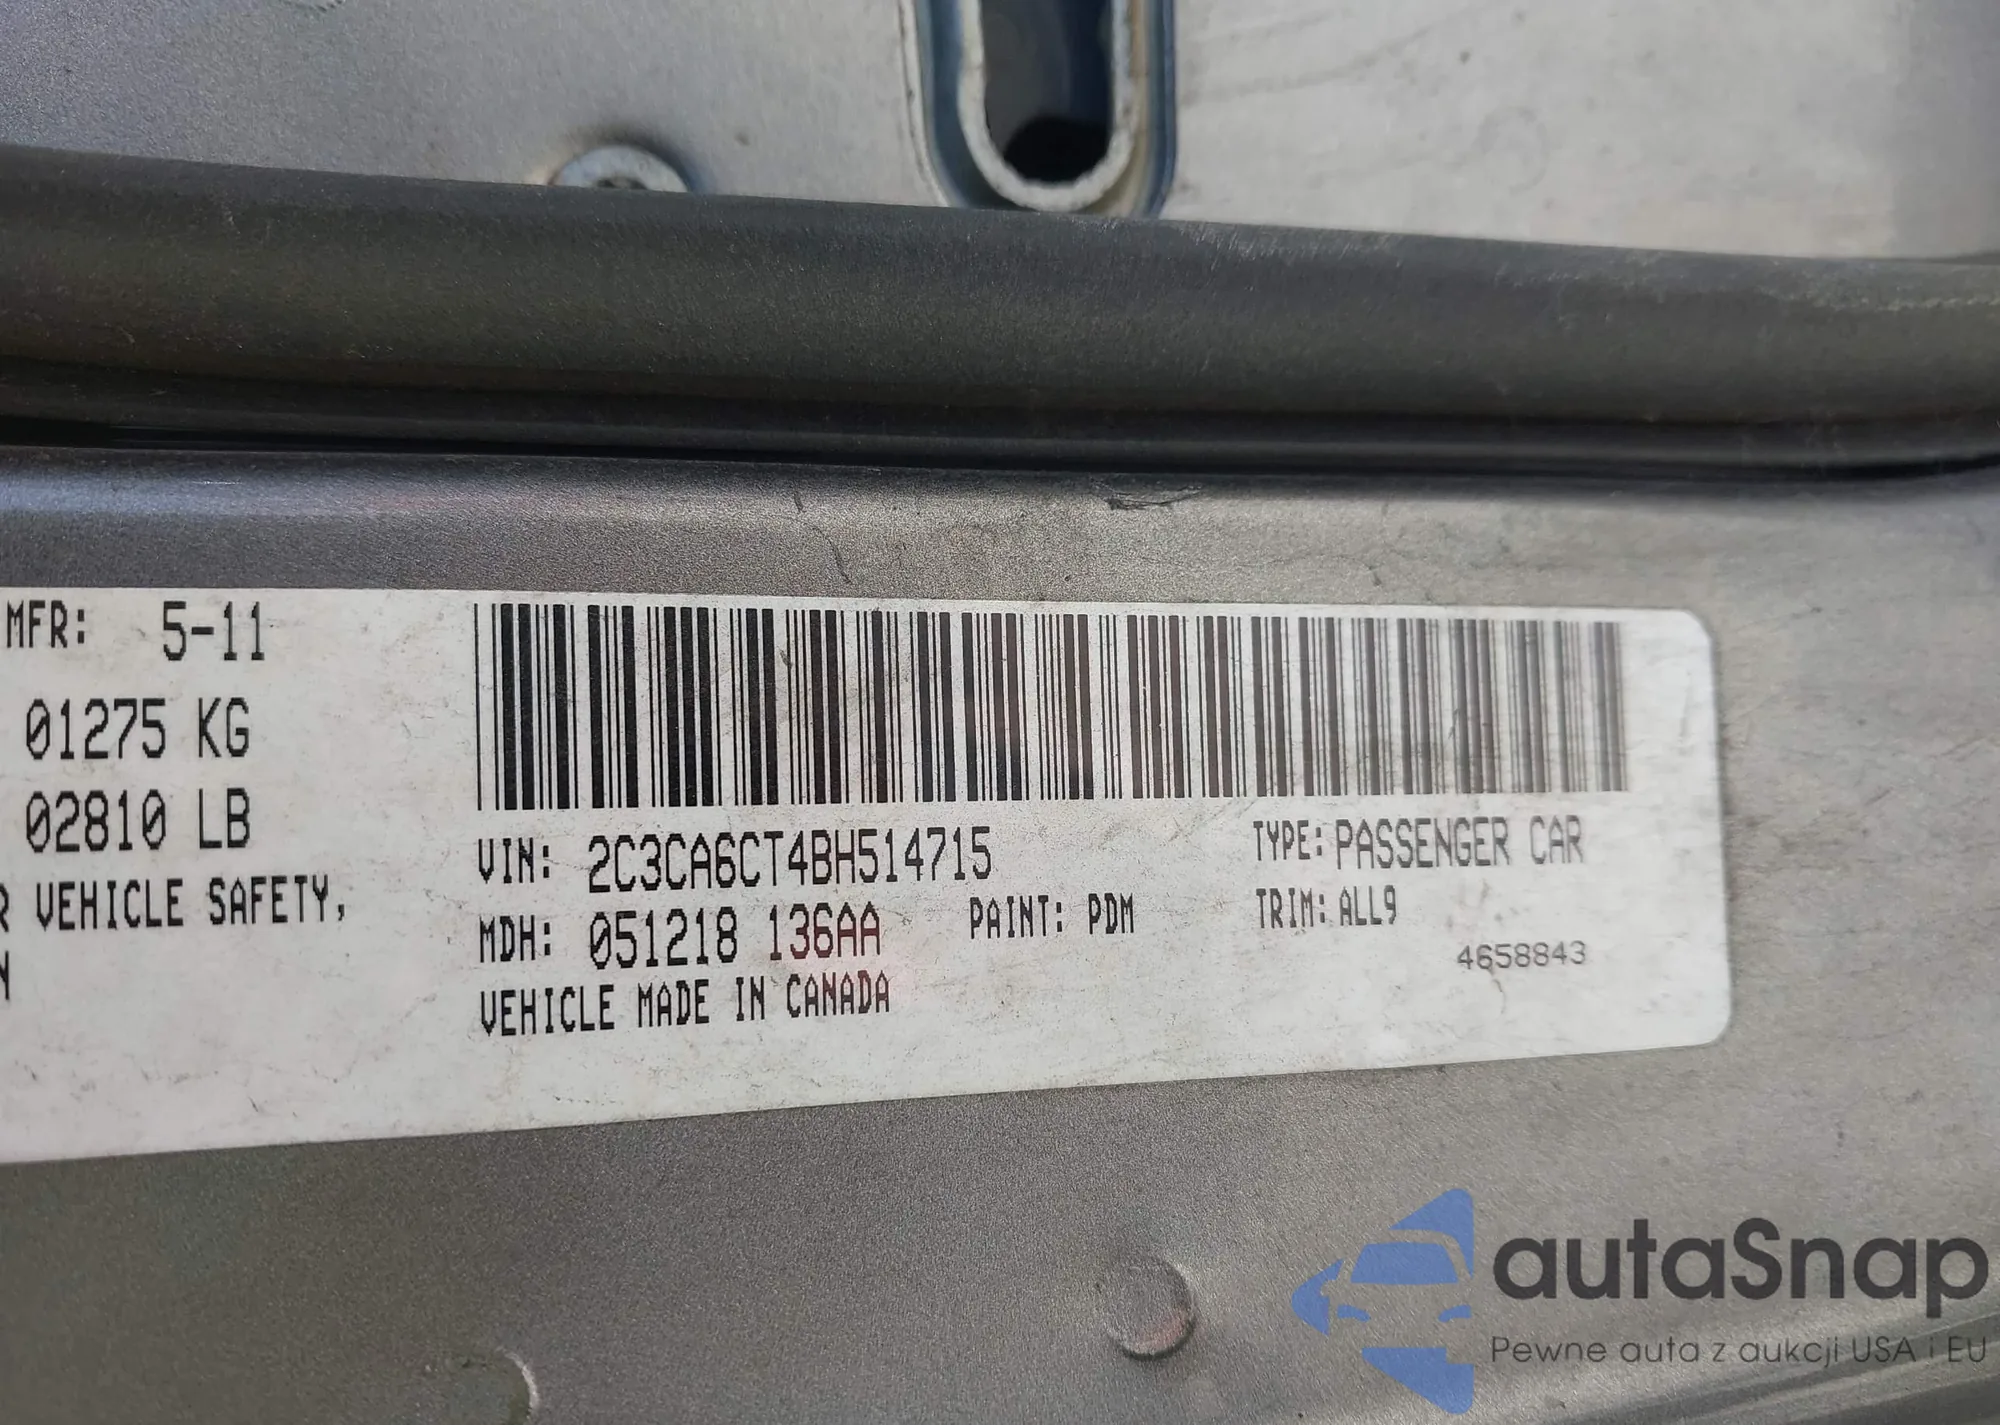 MFR: 5-11
01275 KG
02810 LB
R VEHICLE SAFETY,
N
VIN: 2C3CA6CT4BH514715
TYPE: PASSENGER CAR
MDH: 051218 136AA
PAINT: PDM
TRIM: ALL9
4658843
VEHICLE MADE IN CANADA
autaSnap
Pewne auta z aukcji USA i EU